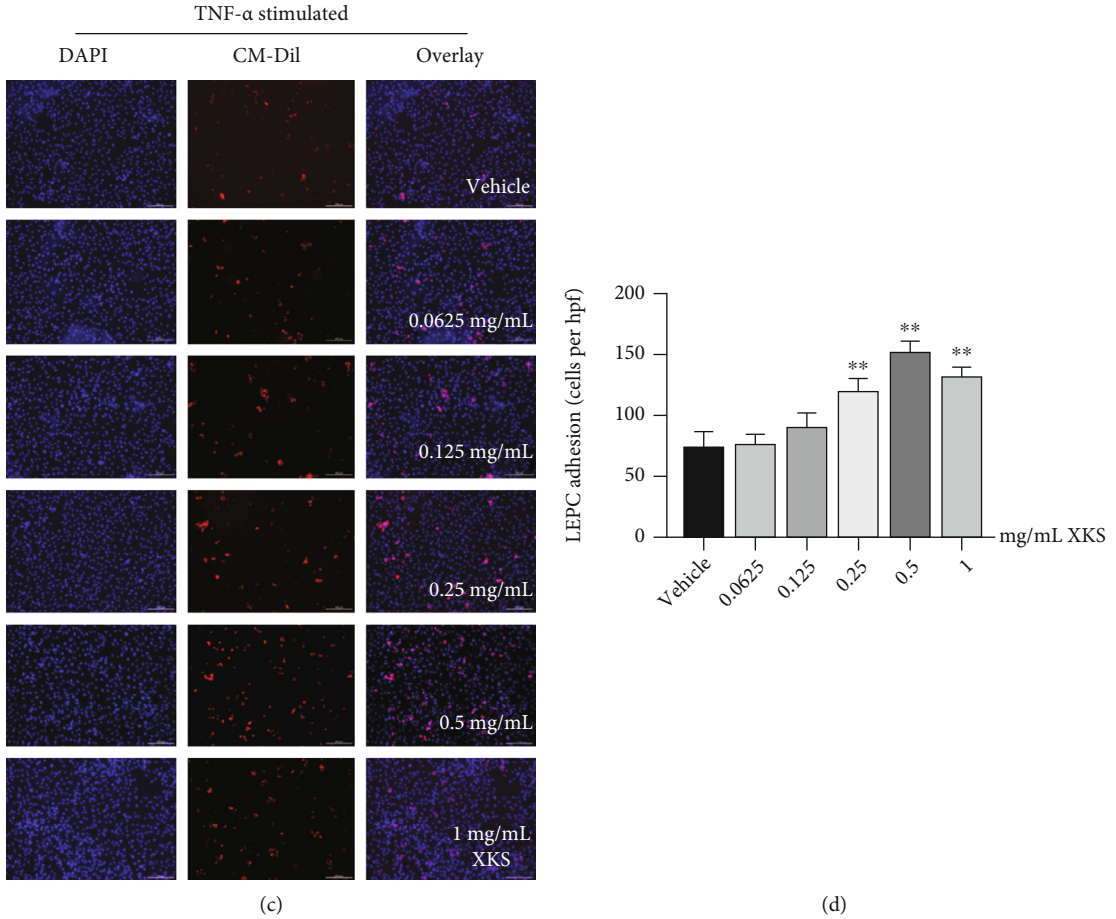 TNF-α stimulated
DAPI CM-Dil Overlay
Vehicle
0.0625 mg/mL
0.125 mg/mL
0.25 mg/mL
0.5 mg/mL
1 mg/mL
XKS
(c)
LEPC adhesion (cells per hpf)
200
150
100
50
0
** ** **
mg/mL XKS
Vehicle 0.0625 0.125 0.25 0.5 1
(d)